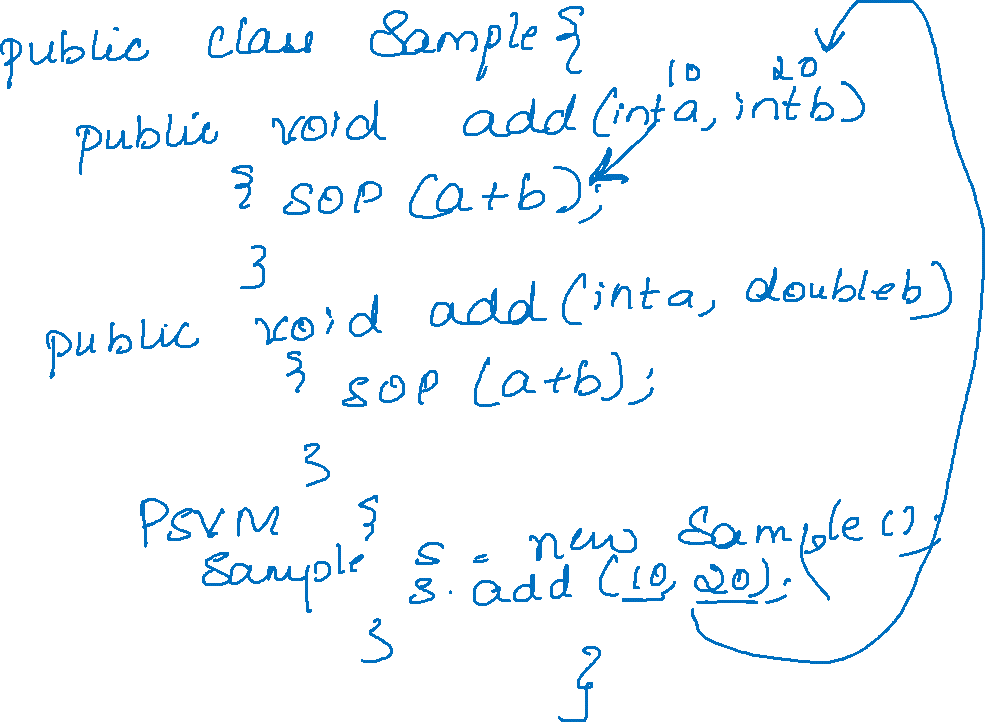 public class Sample {
10 20
public void add (int a, int b)
{ SOP (a+b);
}
public void add (int a, double b)
{ SOP (a+b);
}
PSVM {
Sample s = new Sample ();
s. add (10, 20);
}
}